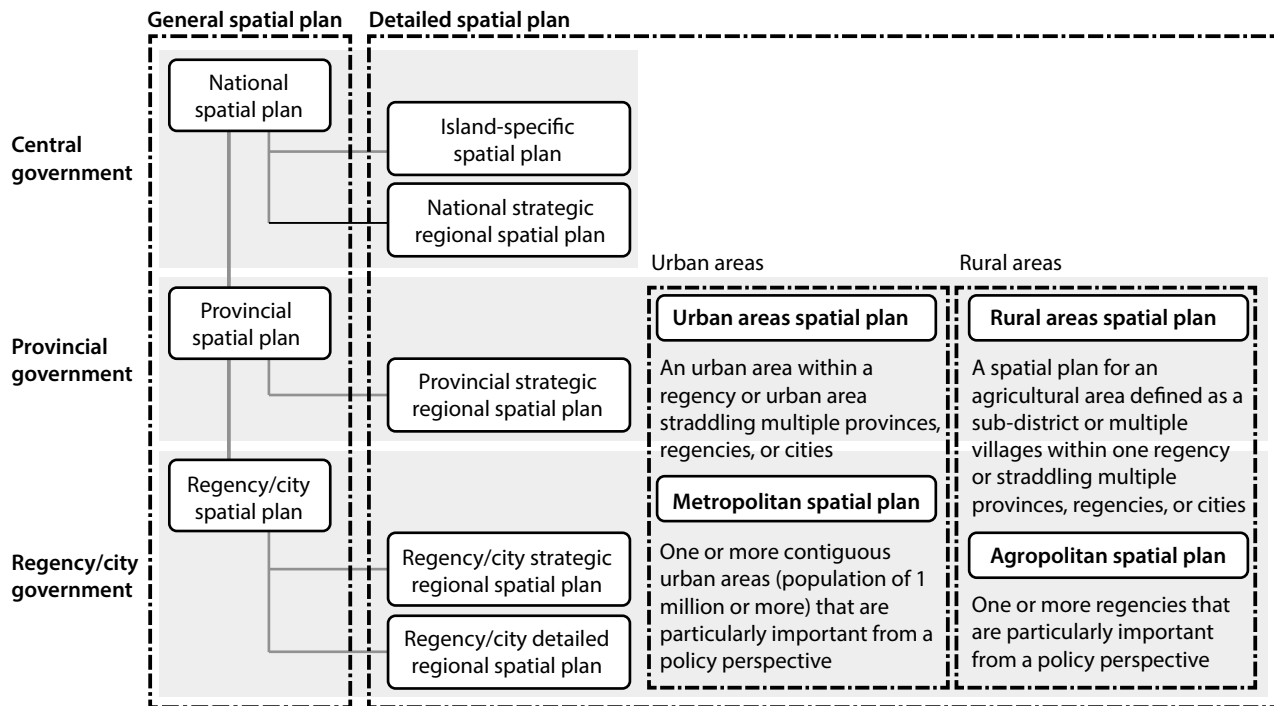 General spatial plan
Detailed spatial plan
Central
government
National
spatial plan
Island-specific
spatial plan
National strategic
regional spatial plan
Urban areas
Rural areas
Provincial
government
Provincial
spatial plan
Provincial strategic
regional spatial plan
Urban areas spatial plan
An urban area within a
regency or urban area
straddling multiple provinces,
regencies, or cities
Metropolitan spatial plan
One or more contiguous
urban areas (population of 1
million or more) that are
particularly important from a
policy perspective
Rural areas spatial plan
A spatial plan for an
agricultural area defined as a
sub-district or multiple
villages within one regency
or straddling multiple
provinces, regencies, or cities
Agropolitan spatial plan
One or more regencies that
are particularly important
from a policy perspective
Regency/city
government
Regency/city
spatial plan
Regency/city strategic
regional spatial plan
Regency/city detailed
regional spatial plan